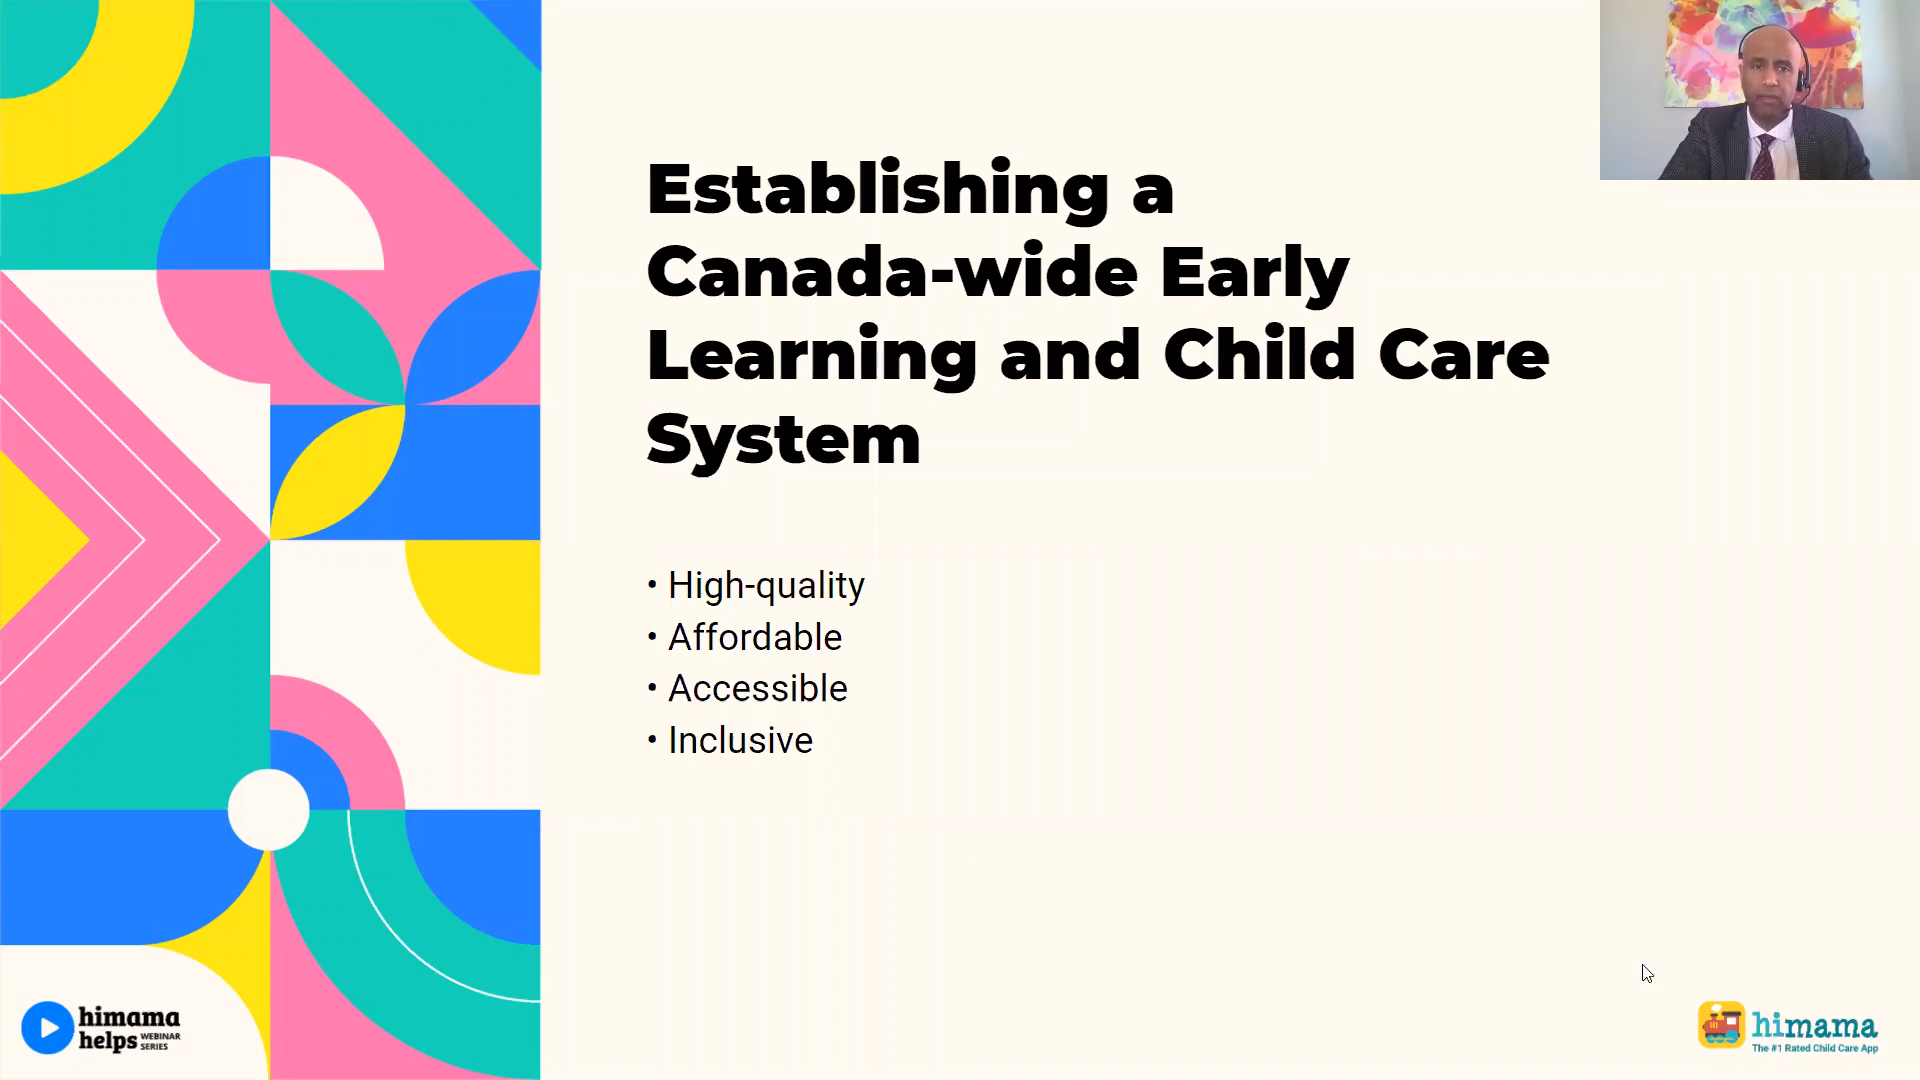 Establishing a
Canada-wide Early
Learning and Child Care
System
• High-quality
• Affordable
• Accessible
• Inclusive
himama
helps WEBINAR SERIES
himama
The #1 Rated Child Care App